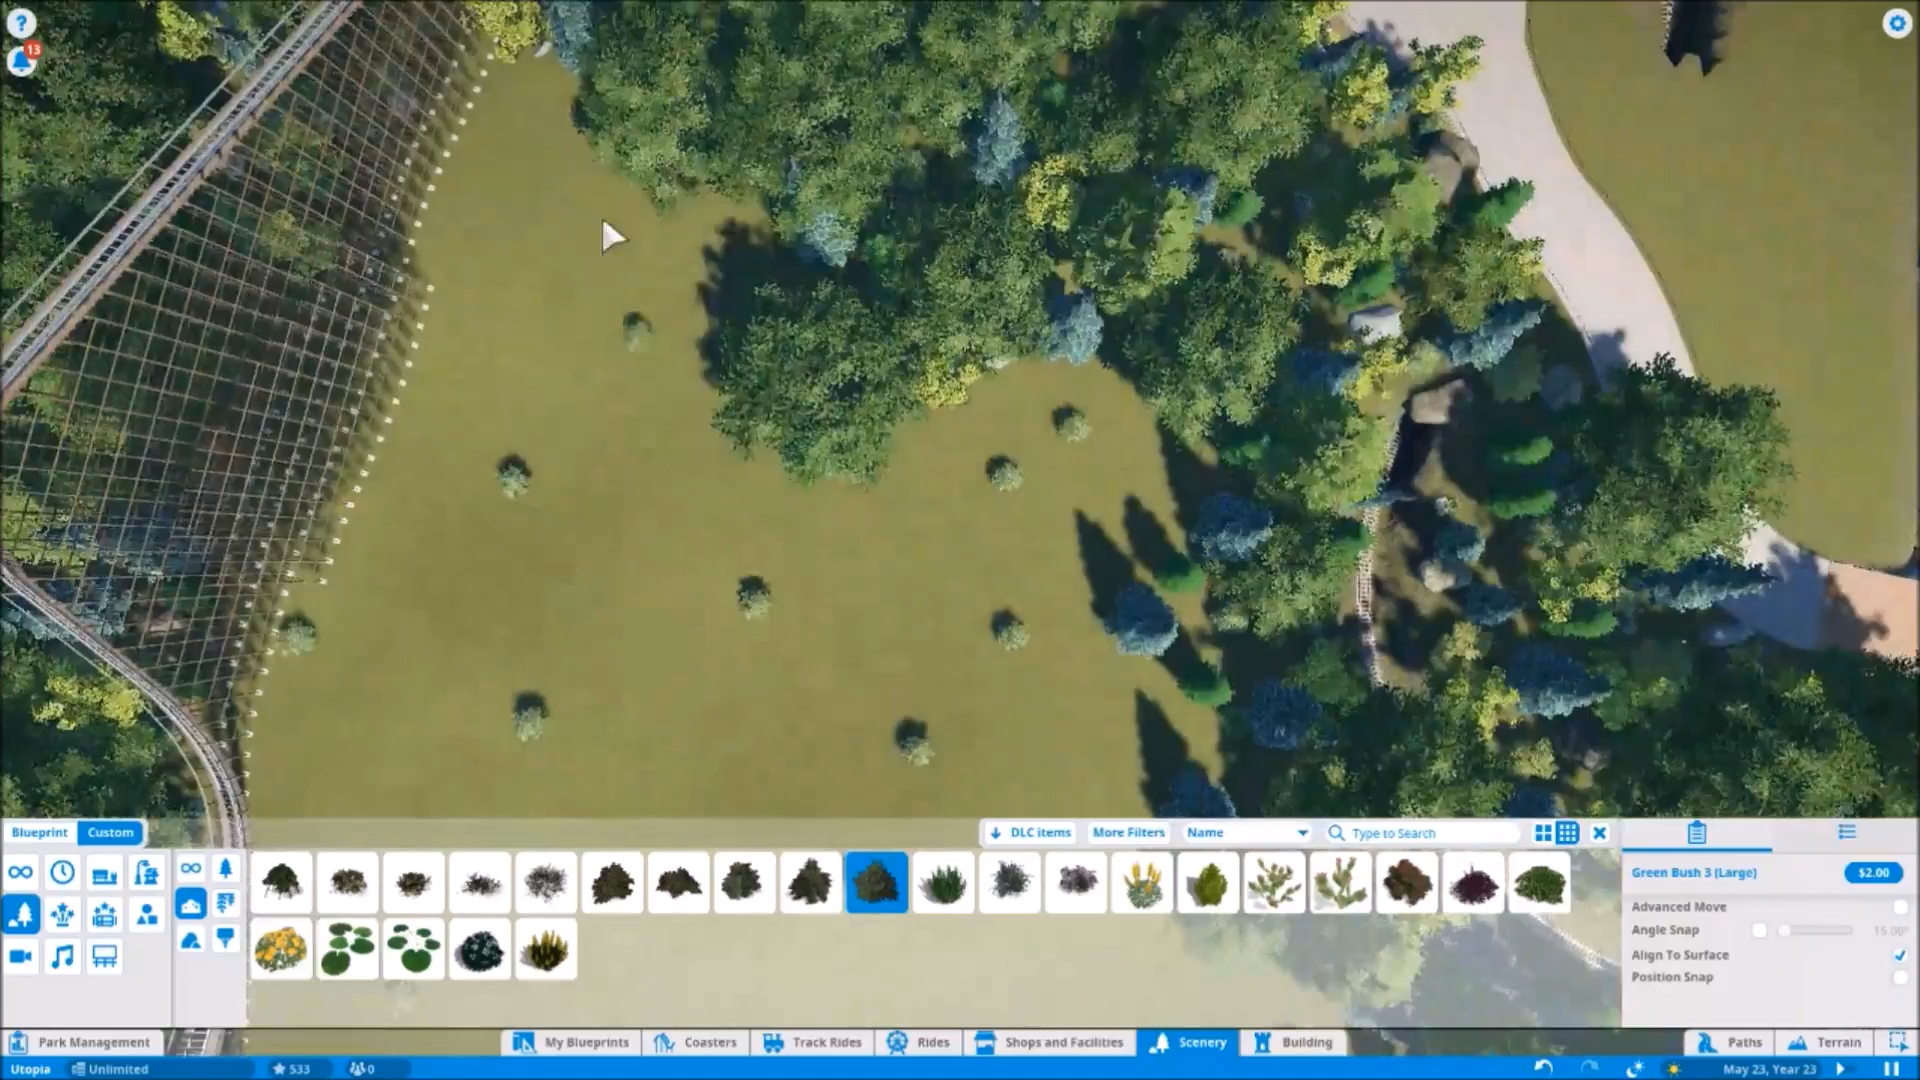 ?
13
Blueprint Custom
DLC items More Filters Name Type to Search
Green Bush 3 (Large) $2.00
Advanced Move
Angle Snap 15.00°
Align To Surface
Position Snap
Park Management My Blueprints Coasters Track Rides Rides Shops and Facilities Scenery Building Paths Terrain
Utopia Unlimited 533 0 May 23, Year 23